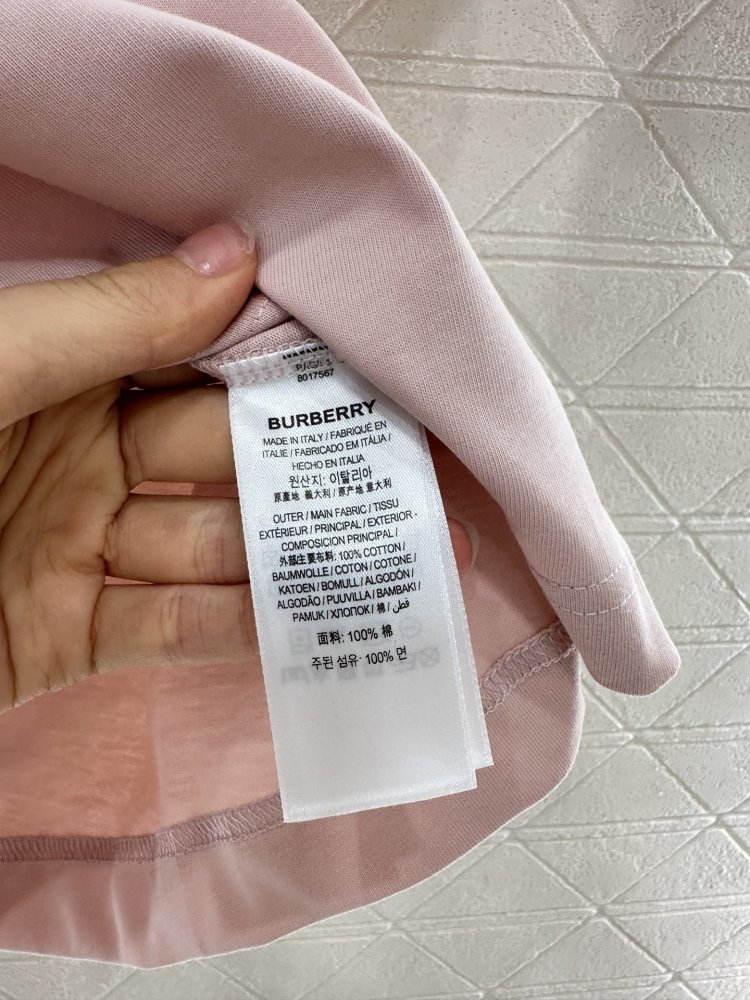 PAGE 1
8017567
BURBERRY
MADE IN ITALY / FABRIQUÉ EN
ITALIE / FABRICADO EM ITÁLIA /
HECHO EN ITALIA
원산지: 이탈리아
原產地 義大利 / 原产地 意大利
OUTER / MAIN FABRIC / TISSU
EXTÉRIEUR / PRINCIPAL / EXTERIOR -
COMPOSICION PRINCIPAL /
外部主要布料: 100% COTTON /
BAUMWOLLE / COTON / COTONE /
KATOEN / BOMULL / ALGODÓN /
ALGODÃO / PUUVILLA / BAMBAKI /
PAMUK / ХЛОПОК / 棉 / قطن /
面料: 100% 棉
주된 섬유: 100% 면